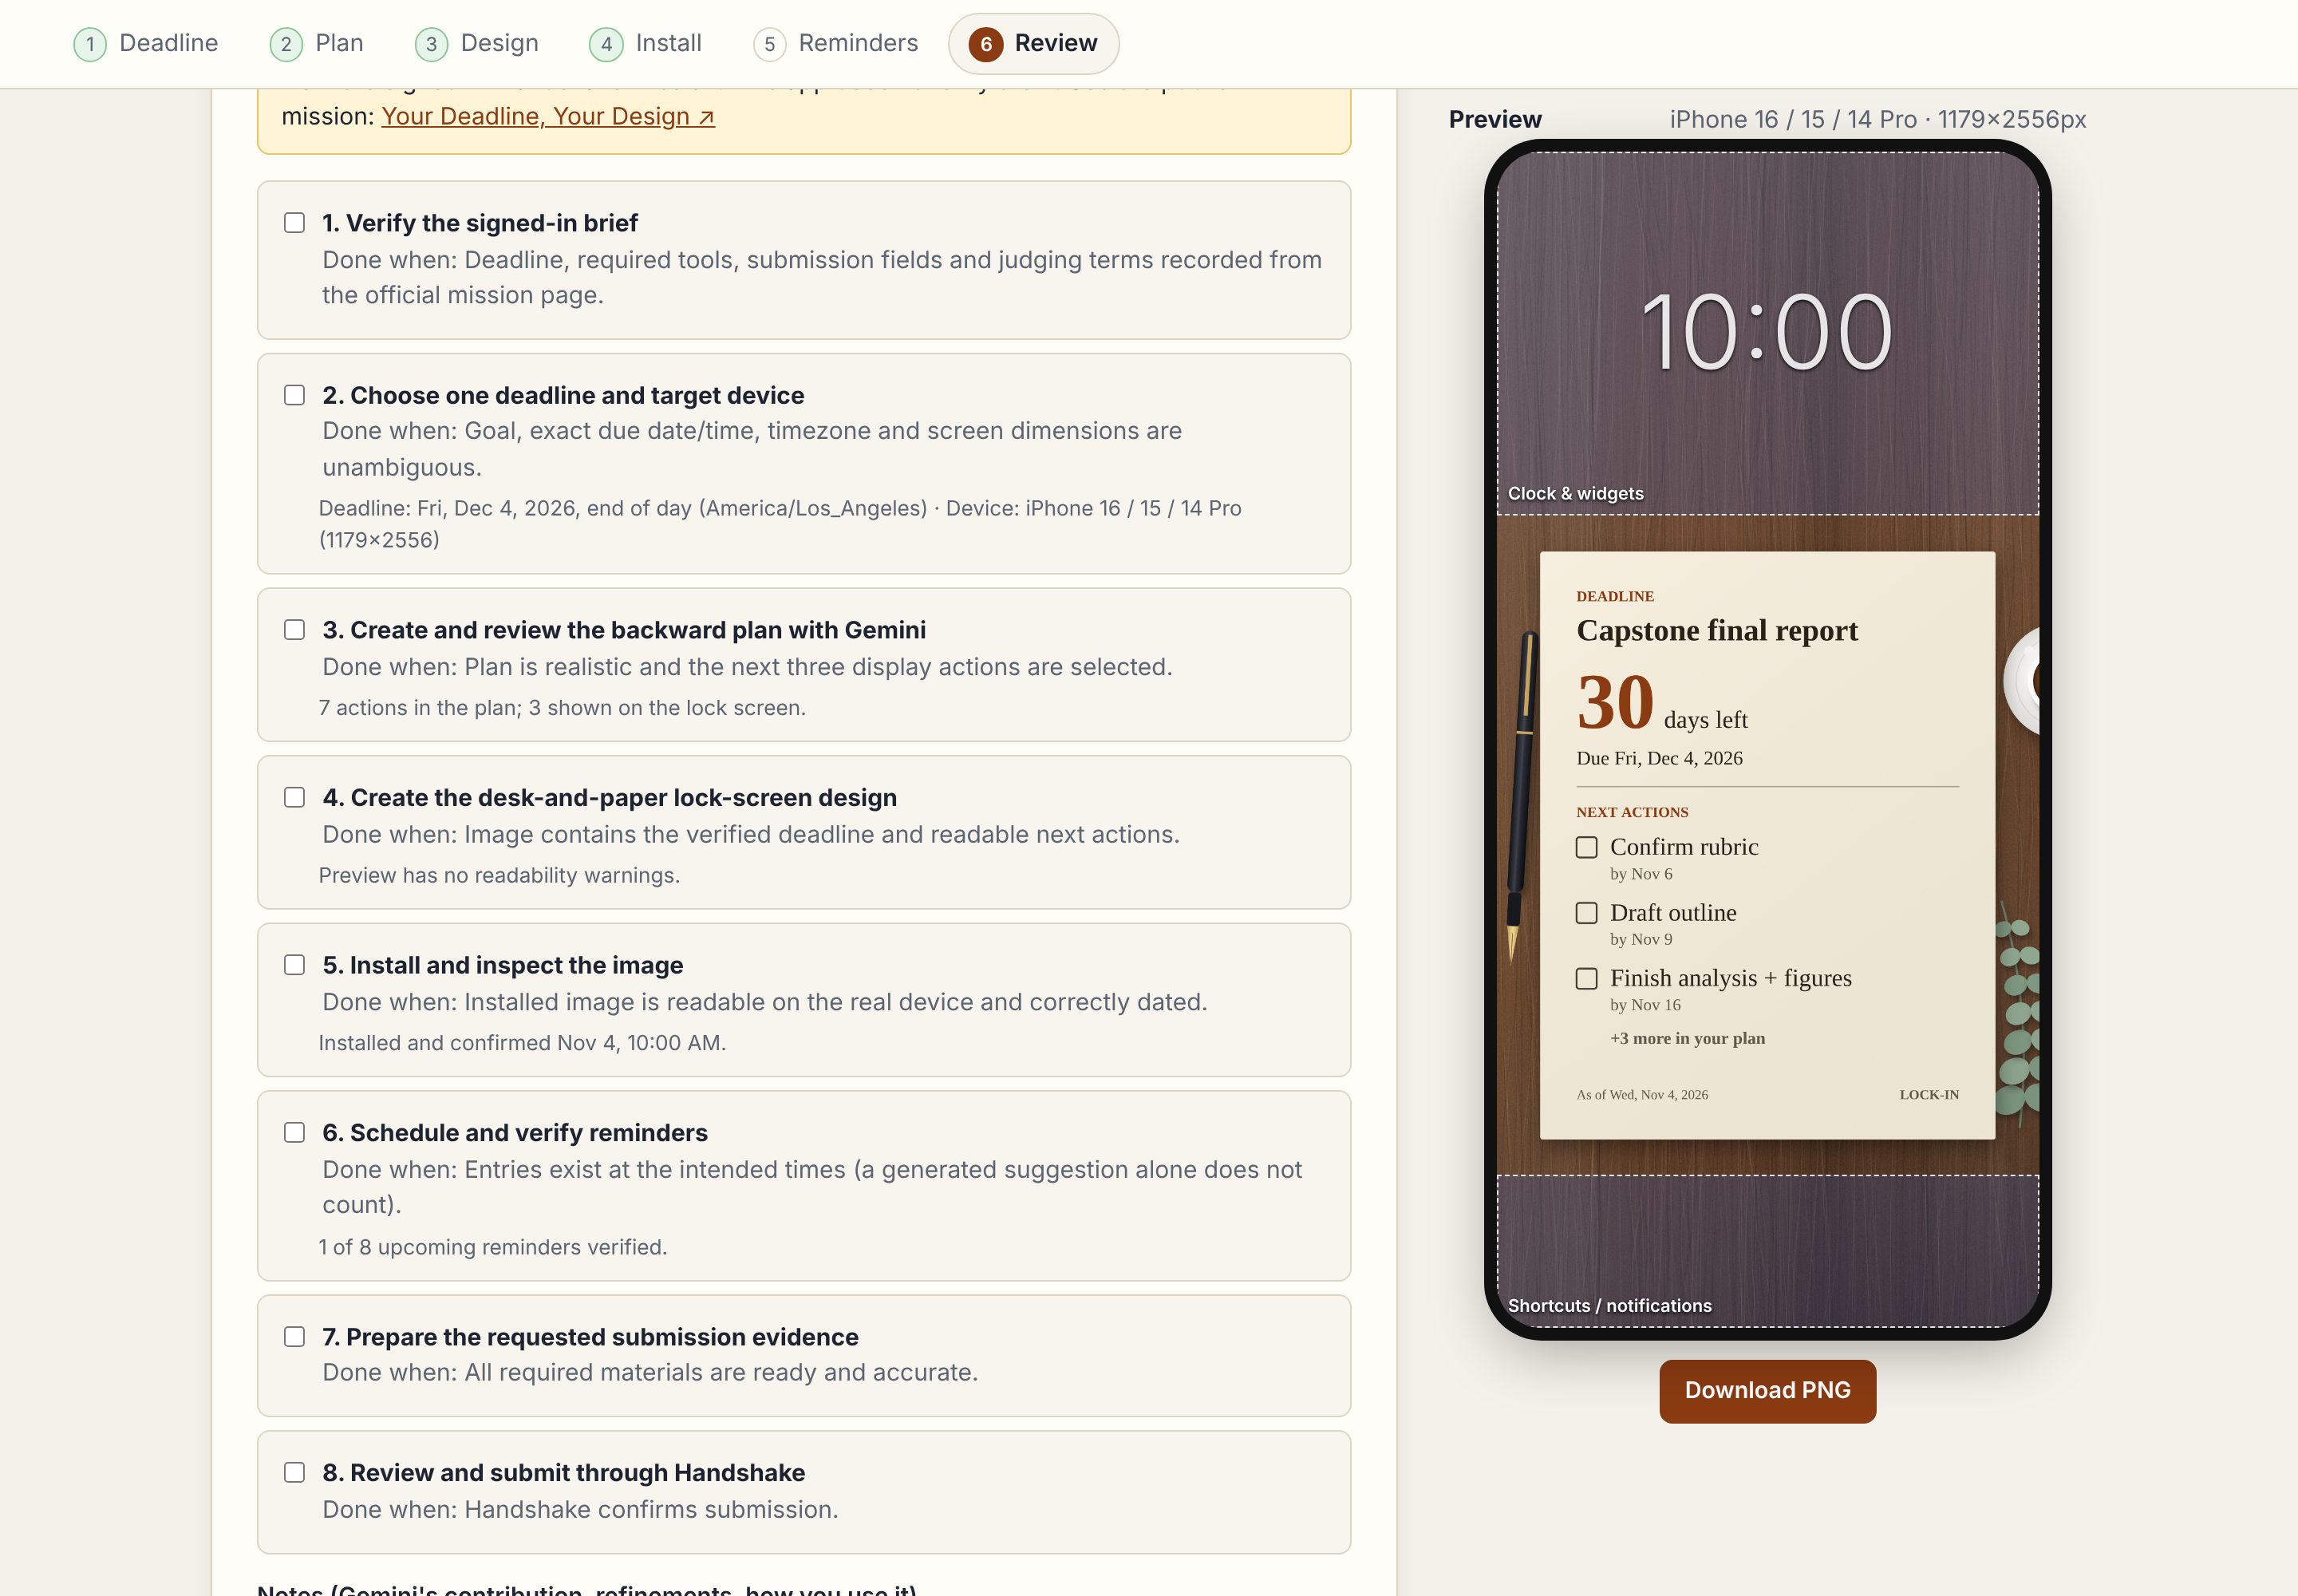 1 Deadline
2 Plan
3 Design
4 Install
5 Reminders
6 Review
mission: Your Deadline, Your Design ↗
1. Verify the signed-in brief
Done when: Deadline, required tools, submission fields and judging terms recorded from
the official mission page.
2. Choose one deadline and target device
Done when: Goal, exact due date/time, timezone and screen dimensions are
unambiguous.
Deadline: Fri, Dec 4, 2026, end of day (America/Los_Angeles) · Device: iPhone 16 / 15 / 14 Pro
(1179×2556)
3. Create and review the backward plan with Gemini
Done when: Plan is realistic and the next three display actions are selected.
7 actions in the plan; 3 shown on the lock screen.
4. Create the desk-and-paper lock-screen design
Done when: Image contains the verified deadline and readable next actions.
Preview has no readability warnings.
5. Install and inspect the image
Done when: Installed image is readable on the real device and correctly dated.
Installed and confirmed Nov 4, 10:00 AM.
6. Schedule and verify reminders
Done when: Entries exist at the intended times (a generated suggestion alone does not
count).
1 of 8 upcoming reminders verified.
7. Prepare the requested submission evidence
Done when: All required materials are ready and accurate.
8. Review and submit through Handshake
Done when: Handshake confirms submission.
Notes (Gemini's contribution, refinements, how you use it)
Preview
iPhone 16 / 15 / 14 Pro · 1179×2556px
10:00
Clock & widgets
DEADLINE
Capstone final report
30 days left
Due Fri, Dec 4, 2026
NEXT ACTIONS
Confirm rubric
by Nov 6
Draft outline
by Nov 9
Finish analysis + figures
by Nov 16
+3 more in your plan
As of Wed, Nov 4, 2026
LOCK-IN
Shortcuts / notifications
Download PNG